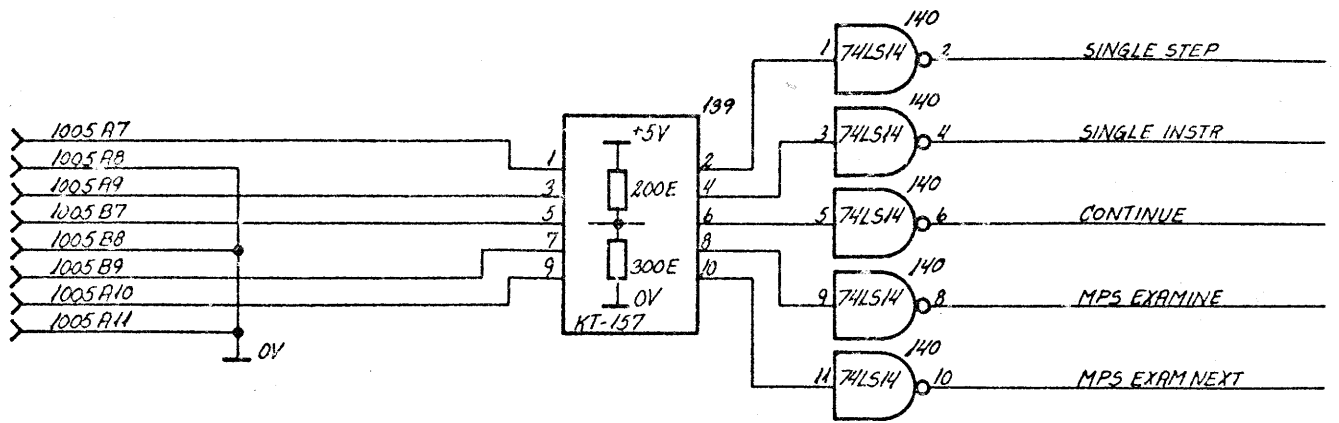 1005 A7
1005 A8
1005 A9
1005 B7
1005 B8
1005 B9
1005 A10
1005 A11
0V
139
+5V
200E
300E
0V
KT-157
1
3
5
7
9
2
4
6
8
10
140
1 74LS14 2 SINGLE STEP
140
3 74LS14 4 SINGLE INSTR
140
5 74LS14 6 CONTINUE
140
9 74LS14 8 MPS EXAMINE
140
11 74LS14 10 MPS EXAM NEXT